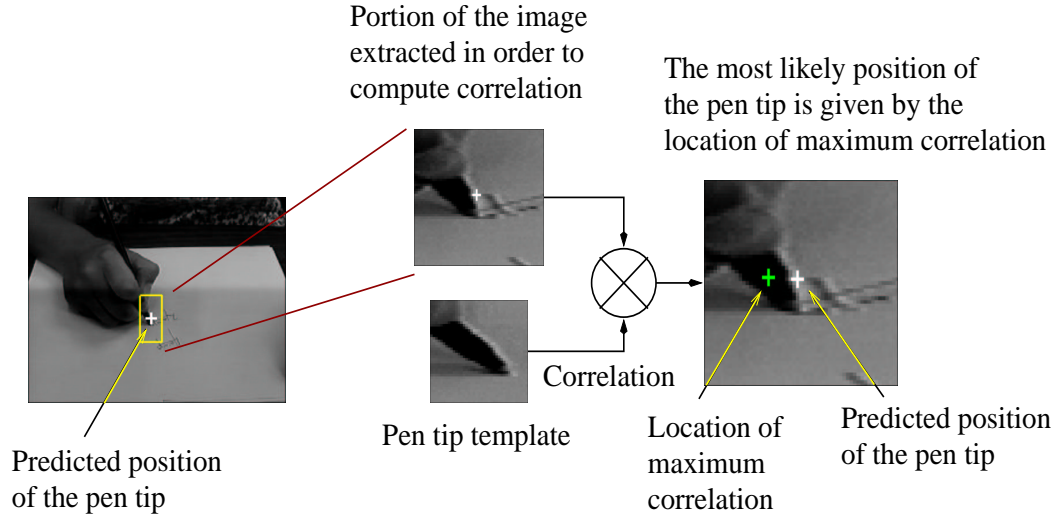 Portion of the image
extracted in order to
compute correlation
The most likely position of
the pen tip is given by the
location of maximum correlation
Correlation
Pen tip template
Predicted position
of the pen tip
Location of
maximum
correlation
Predicted position
of the pen tip